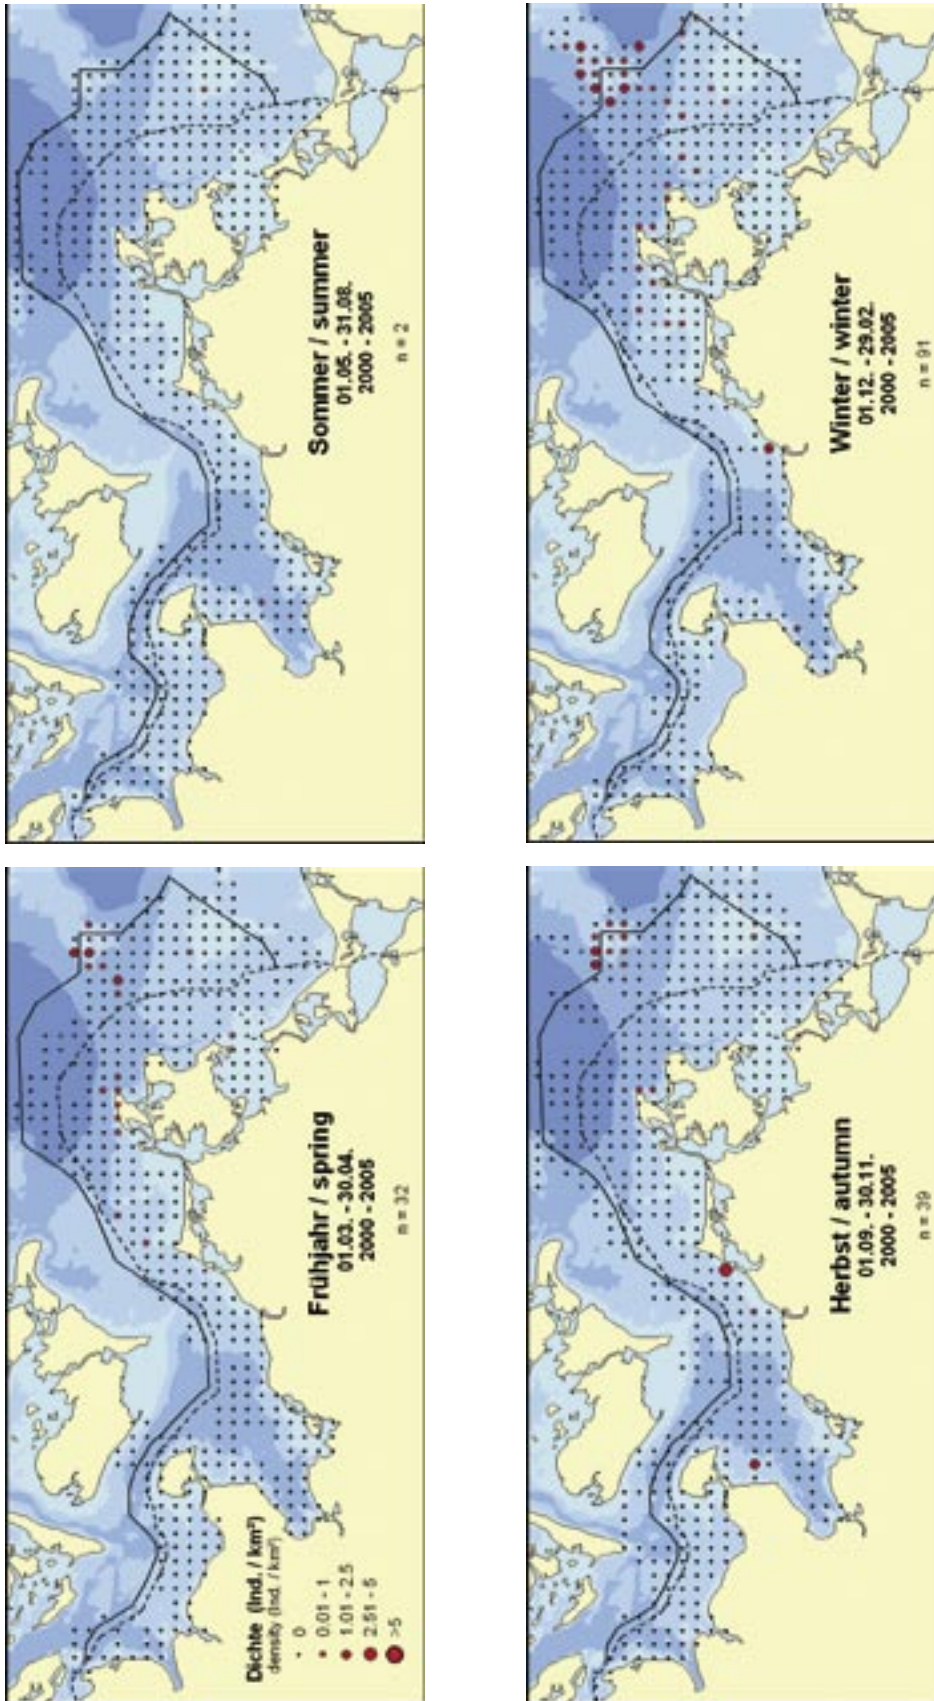 Frühjahr / spring
01.03. - 30.04.
2000 - 2005
n = 32
Dichte (Ind. / km²)
density (Ind. / km²)
0
0.01 - 1
1.01 - 2.5
2.51 - 5
>5
Sommer / summer
01.05. - 31.08.
2000 - 2005
n = 2
Herbst / autumn
01.09. - 30.11.
2000 - 2005
n = 39
Winter / winter
01.12. - 29.02.
2000 - 2005
n = 91